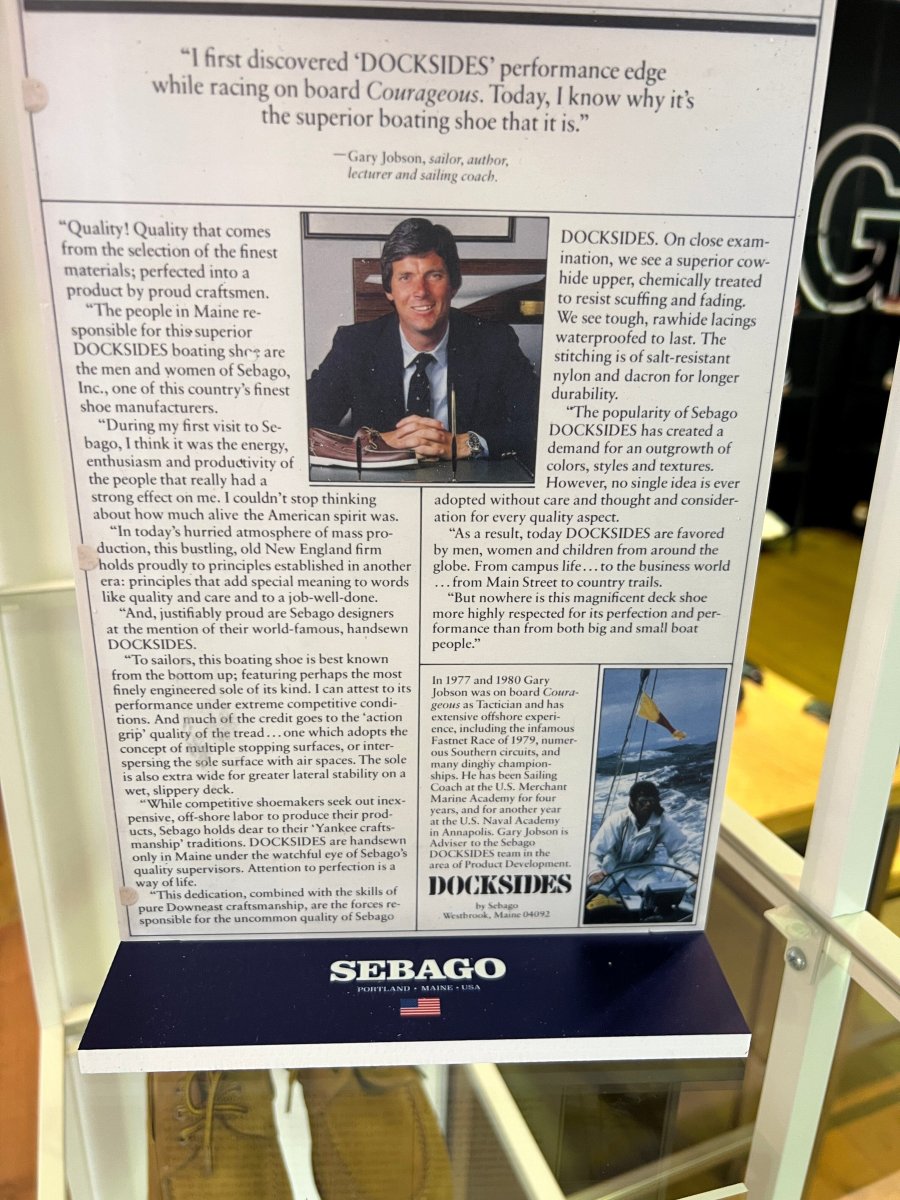 “I first discovered ‘DOCKSIDES’ performance edge
while racing on board Courageous. Today, I know why it’s
the superior boating shoe that it is.”
—Gary Jobson, sailor, author,
lecturer and sailing coach.
“Quality! Quality that comes
from the selection of the finest
materials; perfected into a
product by proud craftsmen.
“The people in Maine re-
sponsible for this superior
DOCKSIDES boating shoe are
the men and women of Sebago,
Inc., one of this country’s finest
shoe manufacturers.
“During my first visit to Se-
bago, I think it was the energy,
enthusiasm and productivity of
the people that really had a
strong effect on me. I couldn’t stop thinking
about how much alive the American spirit was.
“In today’s hurried atmosphere of mass pro-
duction, this bustling, old New England firm
holds proudly to principles established in another
era: principles that add special meaning to words
like quality and care and to a job-well-done.
“And, justifiably proud are Sebago designers
at the mention of their world-famous, handsewn
DOCKSIDES.
“To sailors, this boating shoe is best known
from the bottom up; featuring perhaps the most
finely engineered sole of its kind. I can attest to its
performance under extreme competitive condi-
tions. And much of the credit goes to the ‘action
grip’ quality of the tread...one which adopts the
concept of multiple stopping surfaces, or inter-
spersing the sole surface with air spaces. The sole
is also extra wide for greater lateral stability on a
wet, slippery deck.
“While competitive shoemakers seek out inex-
pensive, off-shore labor to produce their prod-
ucts, Sebago holds dear to their ‘Yankee crafts-
manship’ traditions. DOCKSIDES are handsewn
only in Maine under the watchful eye of Sebago’s
quality supervisors. Attention to perfection is a
way of life.
“This dedication, combined with the skills of
pure Downeast craftsmanship, are the forces re-
sponsible for the uncommon quality of Sebago
DOCKSIDES. On close exam-
ination, we see a superior cow-
hide upper, chemically treated
to resist scuffing and fading.
We see tough, rawhide lacings
waterproofed to last. The
stitching is of salt-resistant
nylon and dacron for longer
durability.
“The popularity of Sebago
DOCKSIDES has created a
demand for an outgrowth of
colors, styles and textures.
However, no single idea is ever
adopted without care and thought and consider-
ation for every quality aspect.
“As a result, today DOCKSIDES are favored
by men, women and children from around the
globe. From campus life...to the business world
...from Main Street to country trails.
“But nowhere is this magnificent deck shoe
more highly respected for its perfection and per-
formance than from both big and small boat
people.”
In 1977 and 1980 Gary
Jobson was on board Coura-
geous as Tactician and has
extensive offshore experi-
ence, including the infamous
Fastnet Race of 1979, numer-
ous Southern circuits, and
many dinghy champion-
ships. He has been Sailing
Coach at the U.S. Merchant
Marine Academy for four
years, and for another year
at the U.S. Naval Academy
in Annapolis. Gary Jobson is
Adviser to the Sebago
DOCKSIDES team in the
area of Product Development.
DOCKSIDES
by Sebago
Westbrook, Maine 04092
SEBAGO
PORTLAND • MAINE • USA
G